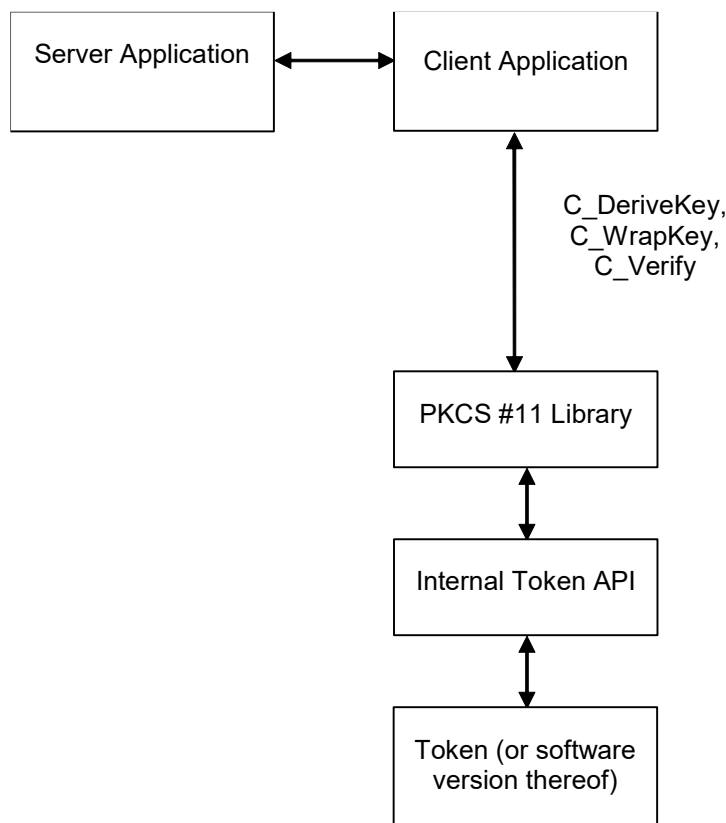 Server Application
Client Application
C_DeriveKey,
C_WrapKey,
C_Verify
PKCS #11 Library
Internal Token API
Token (or software
version thereof)